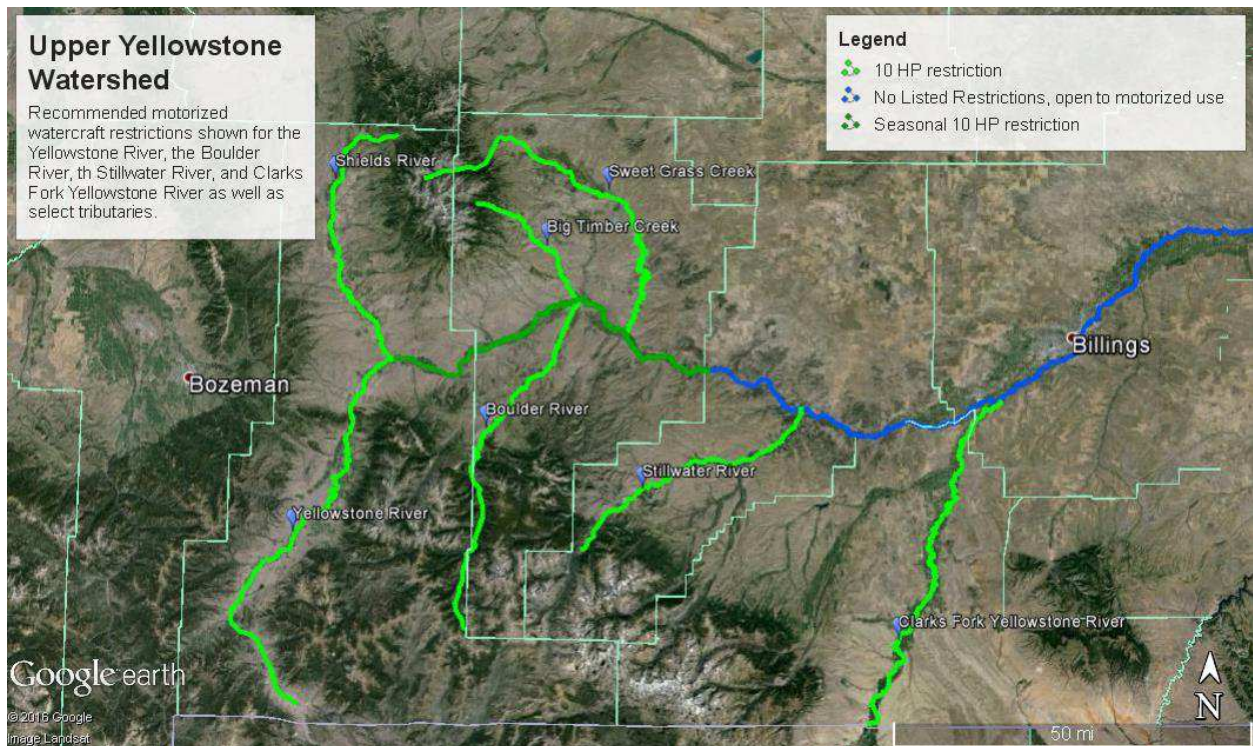 Upper Yellowstone
Watershed
Recommended motorized
watercraft restrictions shown for the
Yellowstone River, the Boulder
River, th Stillwater River, and Clarks
Fork Yellowstone River as well as
select tributaries.
Legend
10 HP restriction
No Listed Restrictions, open to motorized use
Seasonal 10 HP restriction
Shields River
Sweet Grass Creek
Big Timber Creek
Billings
Bozeman
Boulder River
Stillwater River
Yellowstone River
Clarks Fork Yellowstone River
Google earth
N
© 2016 Google
Image Landsat
50 mi